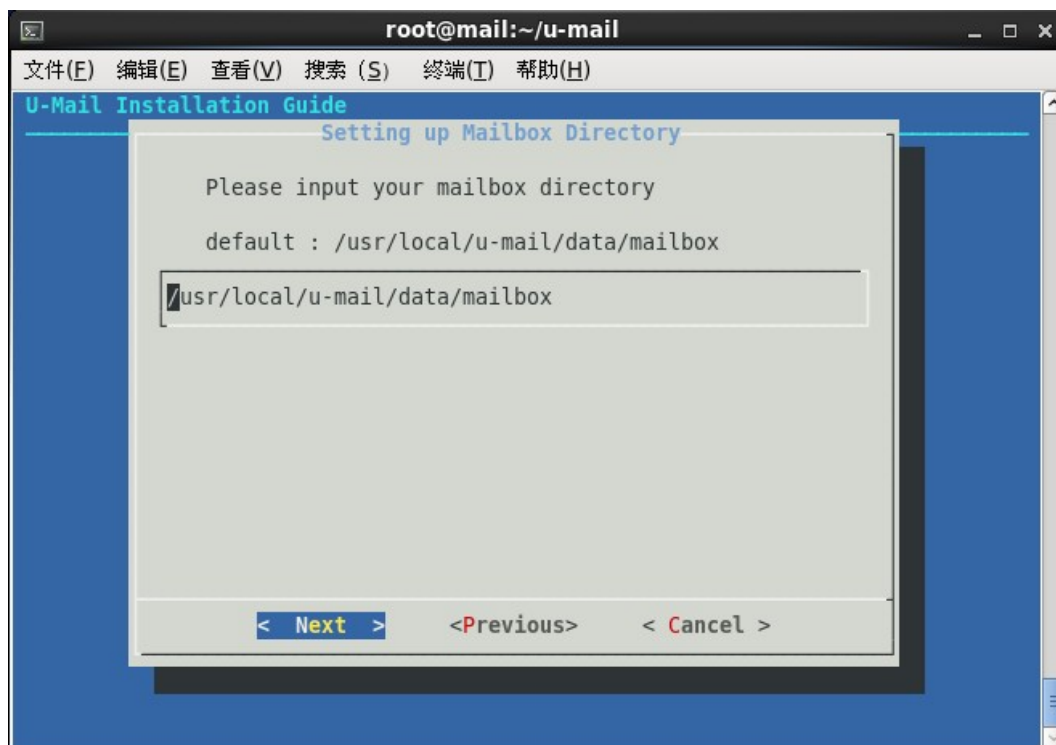 root@mail:~/u-mail
文件(F) 编辑(E) 查看(V) 搜索 (S) 终端(T) 帮助(H)
U-Mail Installation Guide
Setting up Mailbox Directory
Please input your mailbox directory
default : /usr/local/u-mail/data/mailbox
/usr/local/u-mail/data/mailbox
< Next > <Previous> < Cancel >